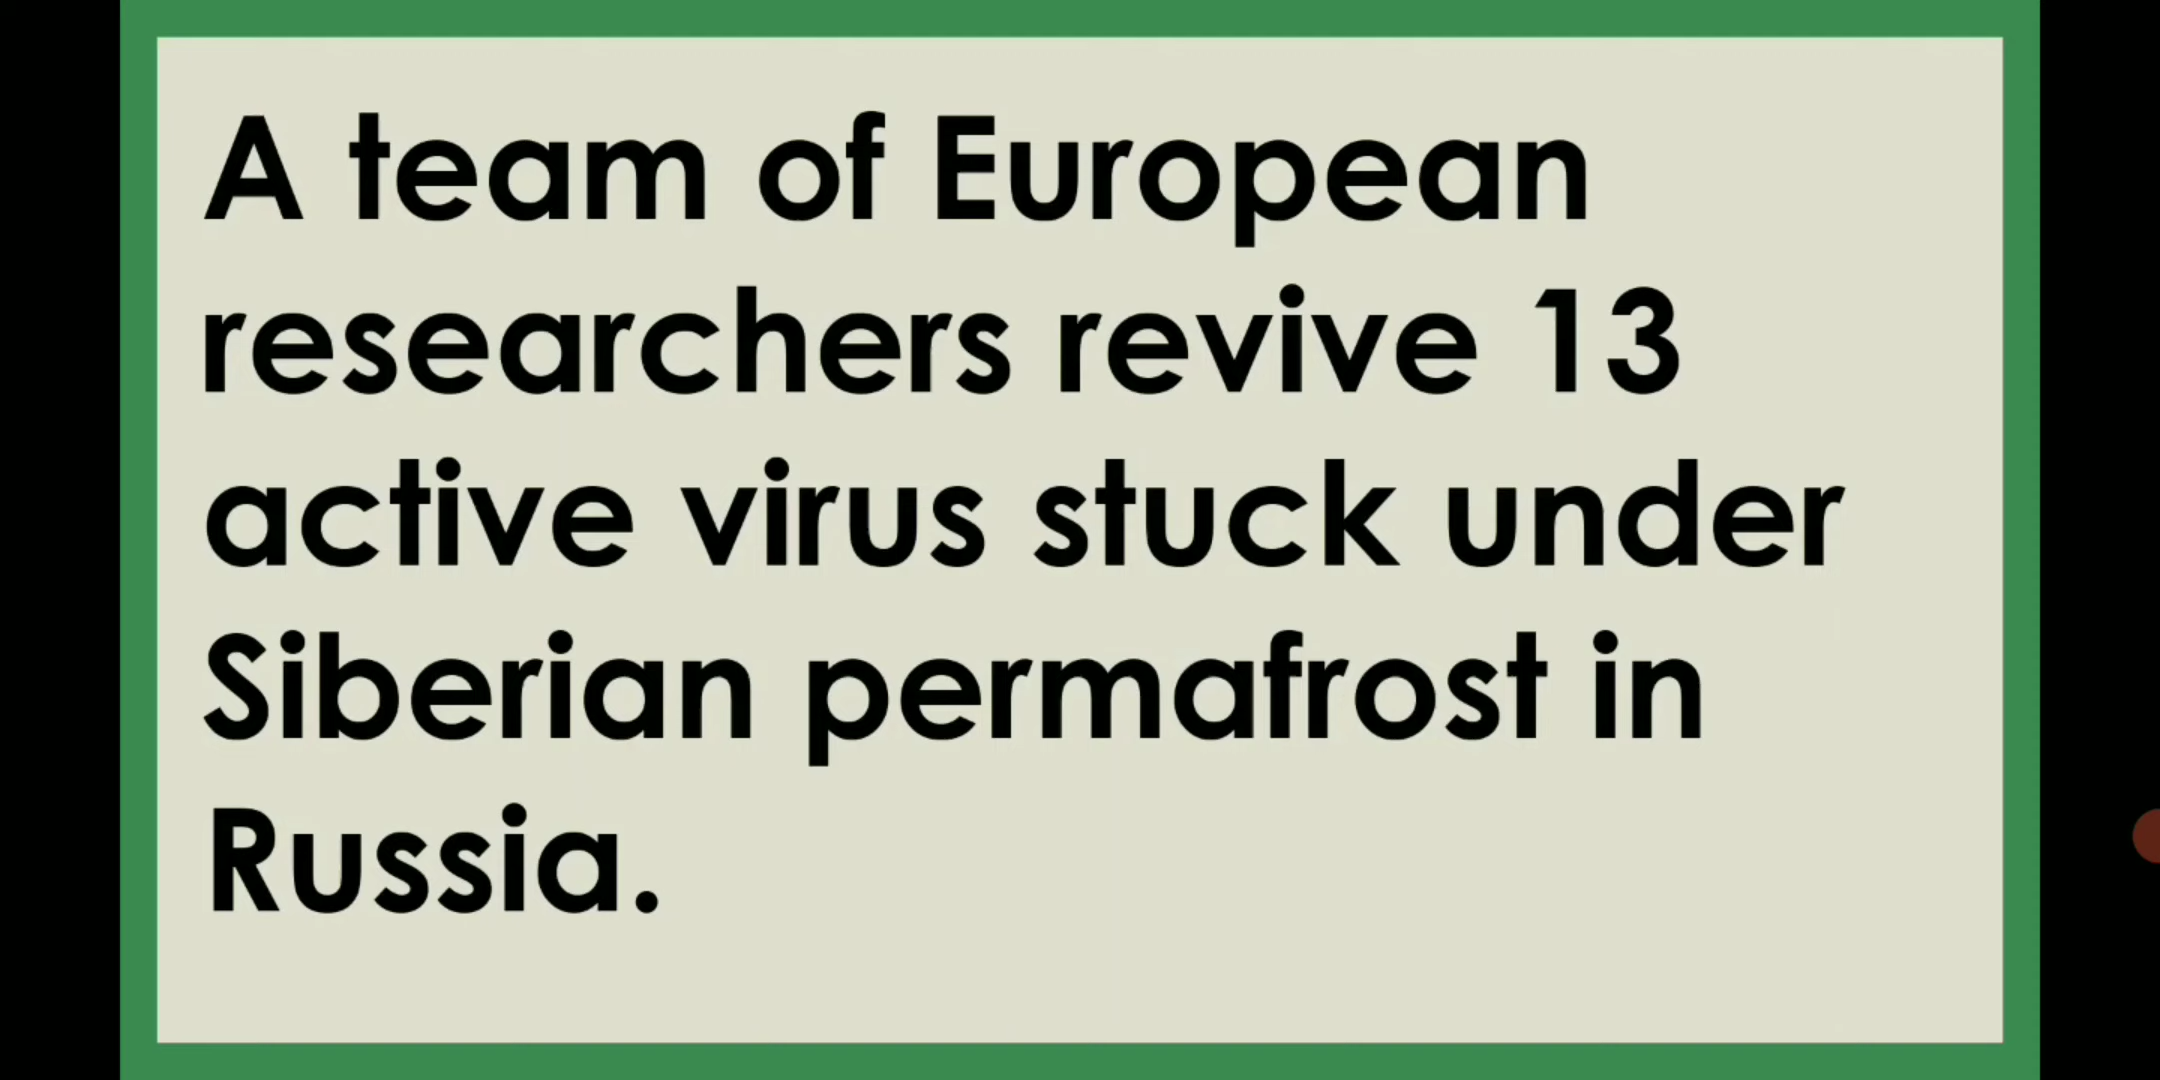 A team of European
researchers revive 13
active virus stuck under
Siberian permafrost in
Russia.